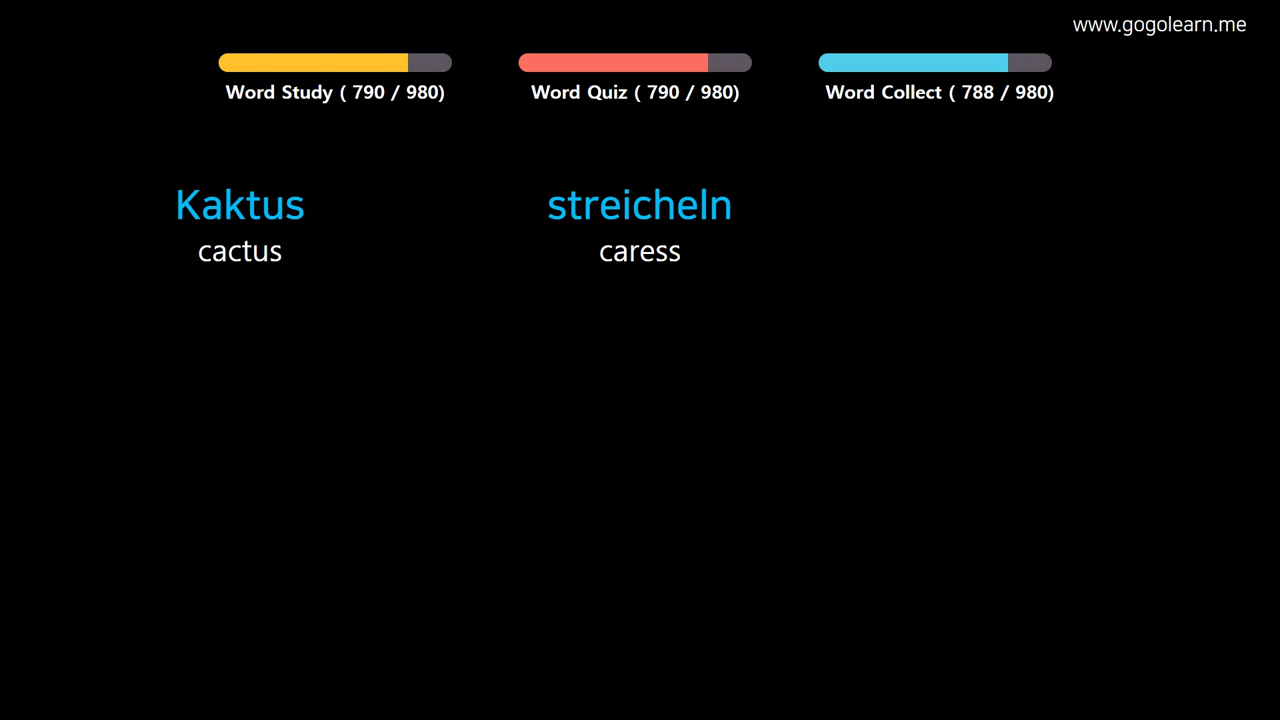 www.gogolearn.me
Word Study ( 790 / 980)
Word Quiz ( 790 / 980)
Word Collect ( 788 / 980)
Kaktus
cactus
streicheln
caress